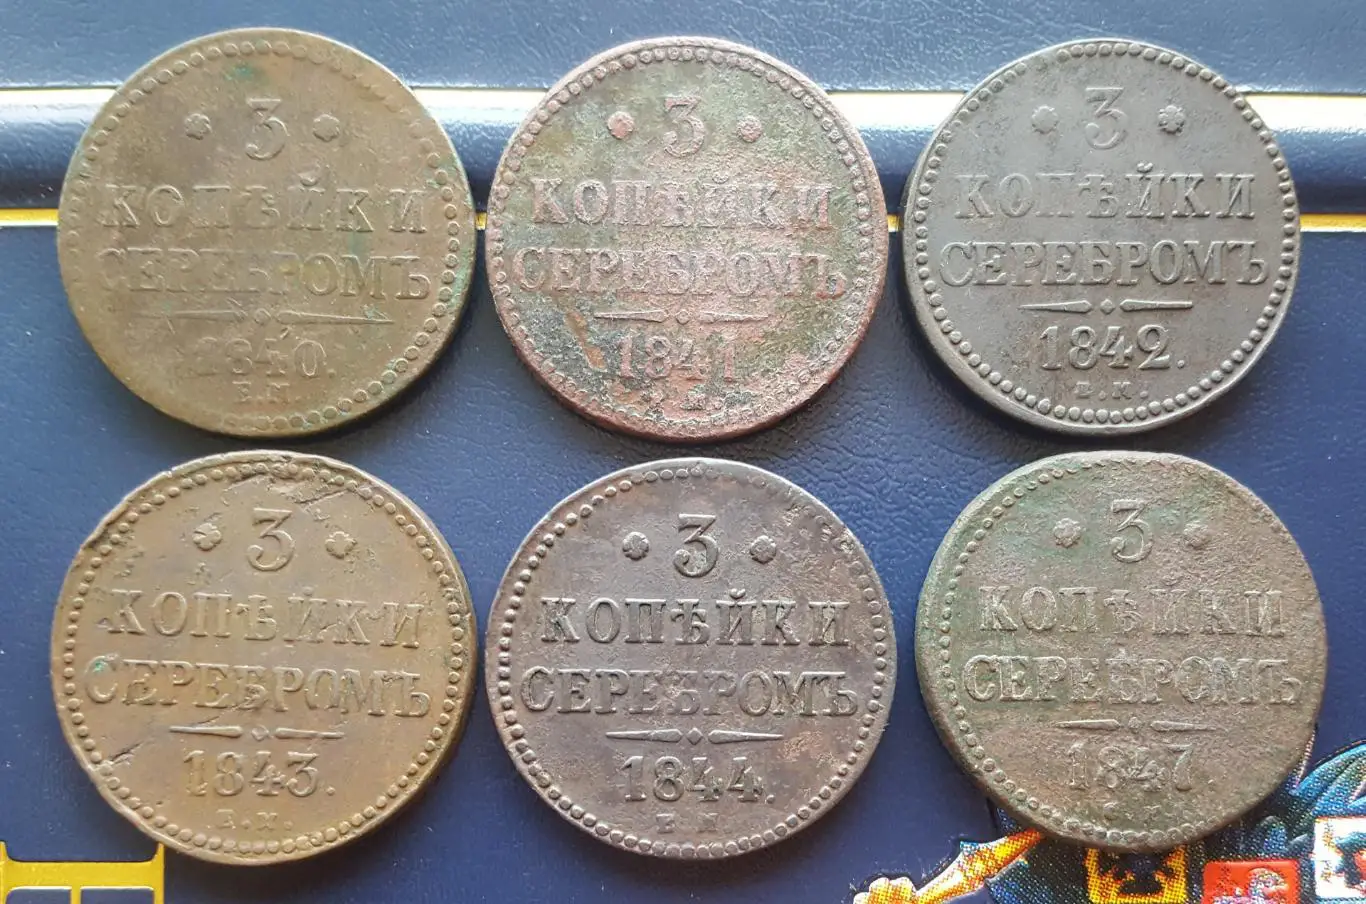 3
КОПѢЙКИ
СЕРЕБРОМЪ
1840.
Е.М.
3
КОПѢЙКИ
СЕРЕБРОМЪ
1841
3
КОПѢЙКИ
СЕРЕБРОМЪ
1842.
Е.М.
3
КОПѢЙКИ
СЕРЕБРОМЪ
1843.
Е.М.
3
КОПѢЙКИ
СЕРЕБРОМЪ
1844.
Е М
3
КОПѢЙКИ
СЕРЕБРОМЪ
1847.